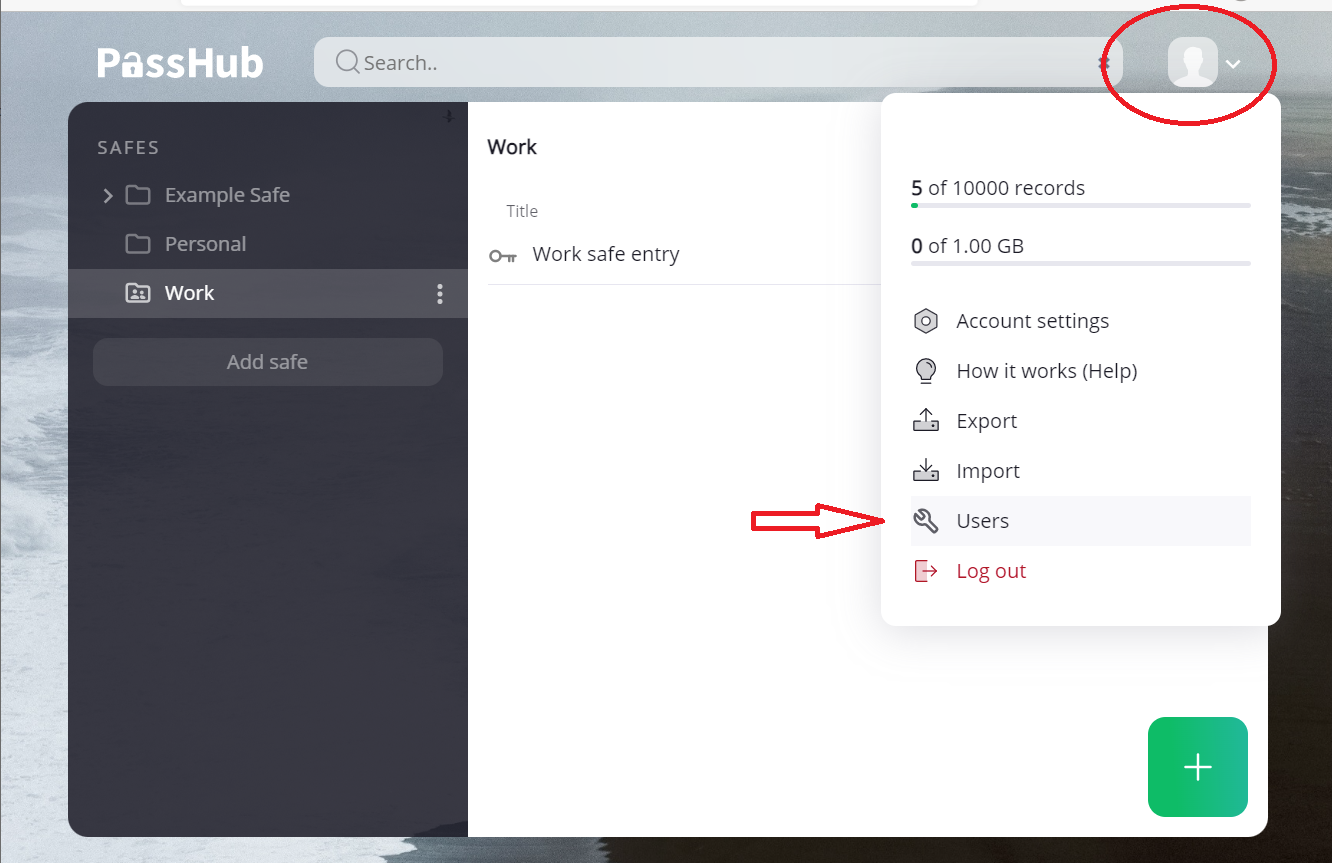 PassHub
Search..
SAFES
Example Safe
Personal
Work
Add safe
Work
Title
Work safe entry
5 of 10000 records
0 of 1.00 GB
Account settings
How it works (Help)
Export
Import
Users
Log out